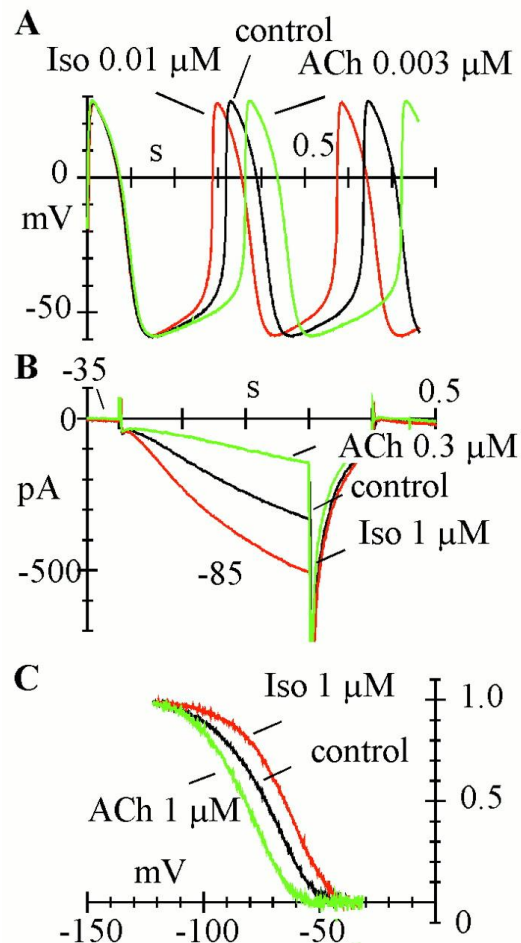 A
control
Iso 0.01 μM
ACh 0.003 μM
s
0.5
0
mV
-50
B
-35
s
0.5
0
ACh 0.3 μM
pA
control
Iso 1 μM
-500
-85
C
Iso 1 μM
1.0
control
0.5
ACh 1 μM
mV
0
-150
-100
-50